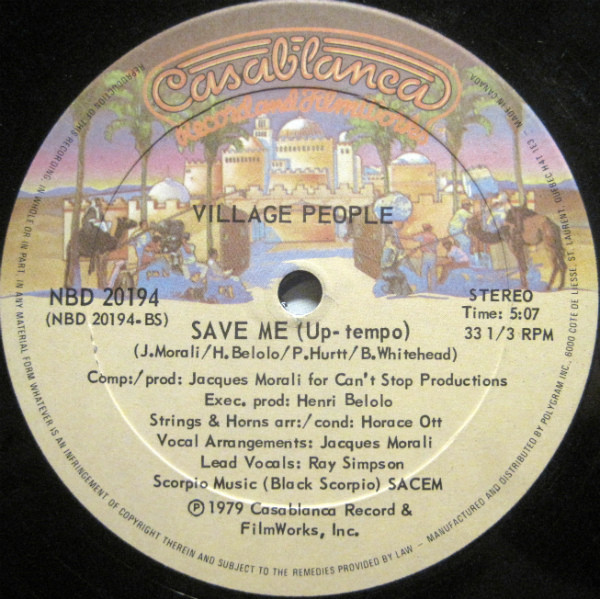 Casablanca
Record and FilmWorks
VILLAGE PEOPLE
NBD 20194
(NBD 20194-BS)
STEREO
Time: 5:07
33 1/3 RPM
SAVE ME (Up-tempo)
(J.Morali/H.Belolo/P.Hurtt/B.Whitehead)
Comp:/prod: Jacques Morali for Can't Stop Productions
Exec. prod: Henri Belolo
Strings & Horns arr:/cond: Horace Ott
Vocal Arrangements: Jacques Morali
Lead Vocals: Ray Simpson
Scorpio Music (Black Scorpio) SACEM
Ⓟ 1979 Casablanca Record &
FilmWorks, Inc.
REPRODUCTION OF THIS RECORDING IN WHOLE OR IN PART, IN ANY MATERIAL FORM WHATEVER IS AN INFRINGEMENT OF COPYRIGHT THEREIN AND SUBJECT TO THE REMEDIES PROVIDED BY LAW – MANUFACTURED AND DISTRIBUTED BY POLYGRAM INC., 6000 COTE DE LIESSE, ST. LAURENT, QUEBEC H4T 1E3 – MADE IN CANADA